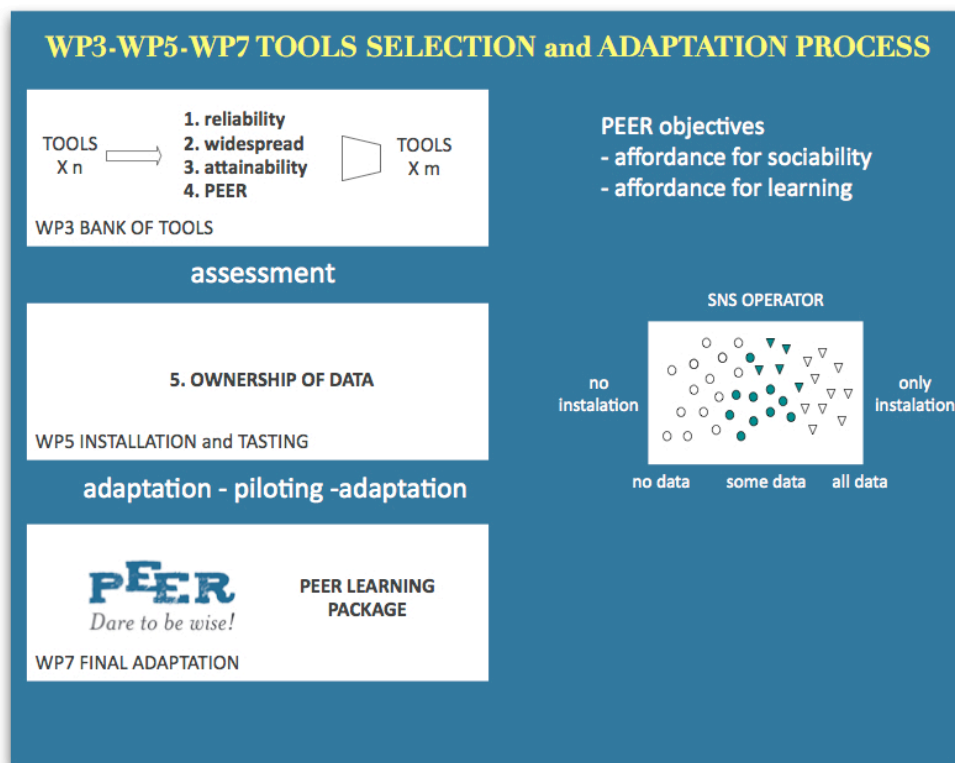 WP3-WP5-WP7 TOOLS SELECTION and ADAPTATION PROCESS
TOOLS
X n
1. reliability
2. widespread
3. attainability
4. PEER
TOOLS
X m
WP3 BANK OF TOOLS
assessment
5. OWNERSHIP OF DATA
WP5 INSTALLATION and TASTING
adaptation - piloting -adaptation
PEER
Dare to be wise!
PEER LEARNING
PACKAGE
WP7 FINAL ADAPTATION
PEER objectives
- affordance for sociability
- affordance for learning
SNS OPERATOR
no
instalation
only
instalation
no data
some data
all data